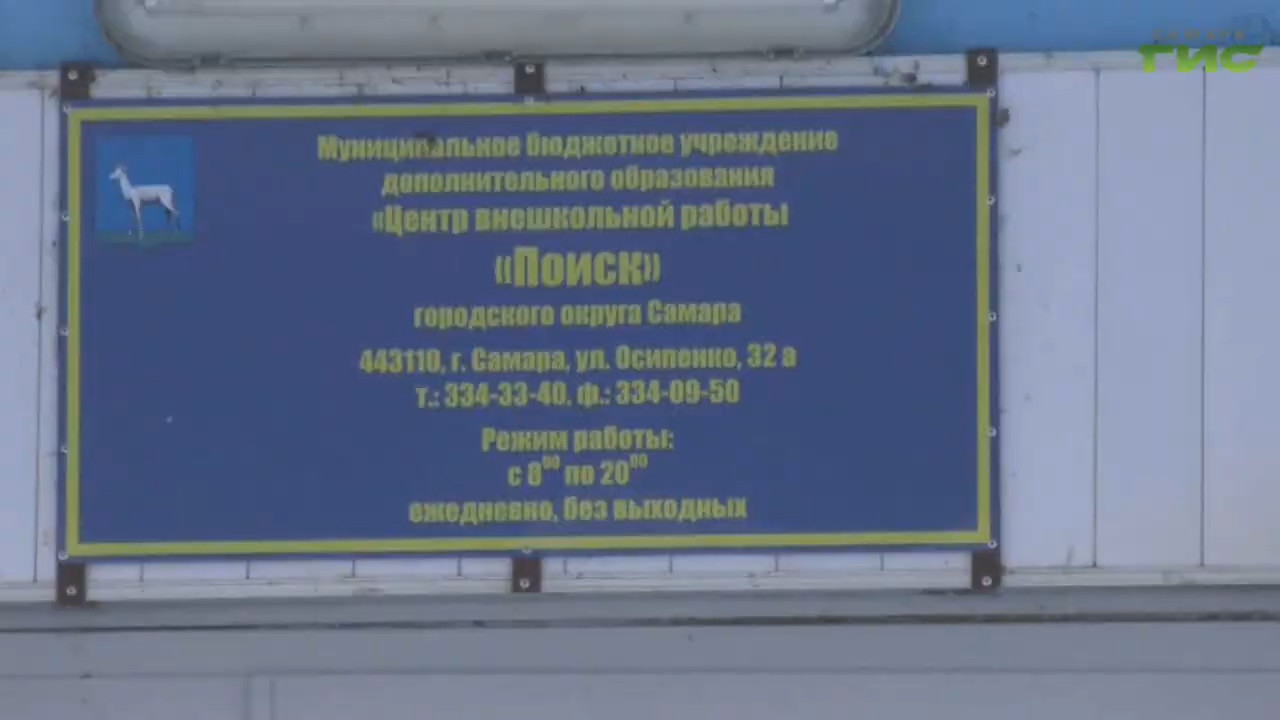 САМАРА
ГИС
Муниципальное бюджетное учреждение
дополнительного образования
«Центр внешкольной работы
«Поиск»
городского округа Самара
443110, г. Самара, ул. Осипенко, 32 а
т.: 334-33-40, ф.: 334-09-50
Режим работы:
с 8⁰⁰ по 20⁰⁰
ежедневно, без выходных